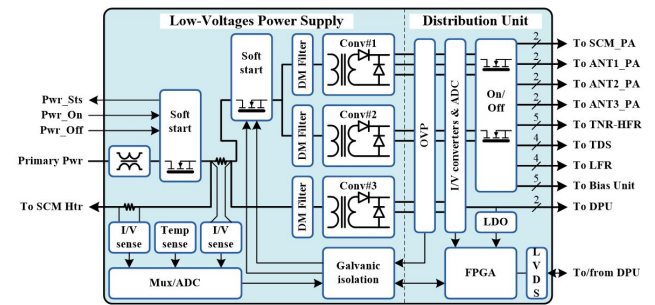 Low-Voltages Power Supply
Distribution Unit
Soft
start
DM Filter
Conv#1
OVP
I/V converters & ADC
On/
Off
2
To SCM_PA
2
To ANT1_PA
2
To ANT2_PA
2
To ANT3_PA
5
To TNR-HFR
4
To TDS
4
To LFR
5
To Bias Unit
2
To DPU
Pwr_Sts
Pwr_On
Pwr_Off
Soft
start
DM Filter
Conv#2
Primary Pwr
To SCM Htr
DM Filter
Conv#3
I/V
sense
Temp
sense
I/V
sense
LDO
Mux/ADC
Galvanic
isolation
FPGA
LVDS
To/from DPU